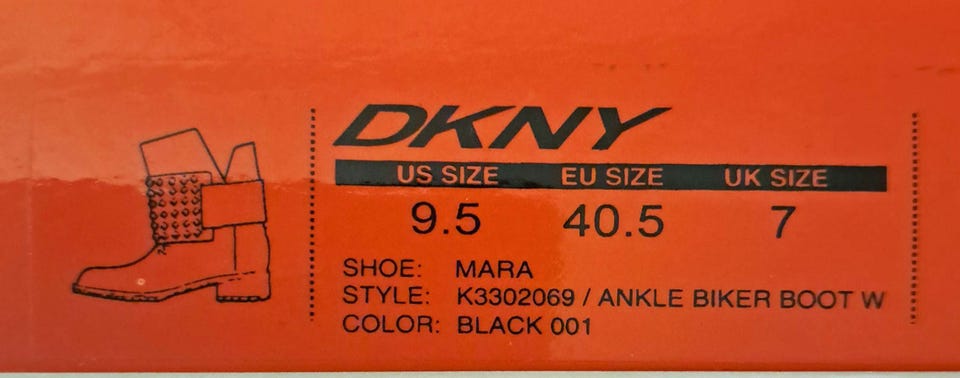 DKNY
US SIZE EU SIZE UK SIZE
9.5 40.5 7
SHOE: MARA
STYLE: K3302069 / ANKLE BIKER BOOT W
COLOR: BLACK 001